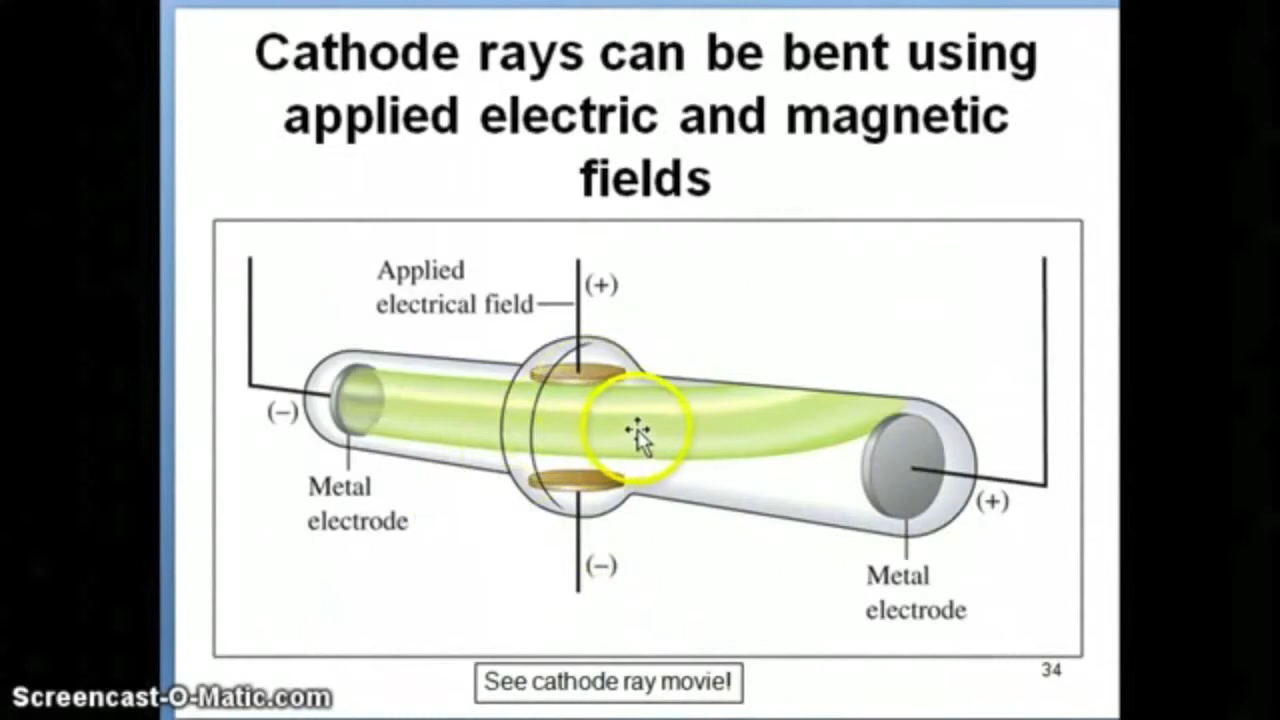 Cathode rays can be bent using
applied electric and magnetic
fields
Applied
electrical field
(+)
(–)
Metal
electrode
(–)
(+)
Metal
electrode
See cathode ray movie!
34
Screencast-O-Matic.com